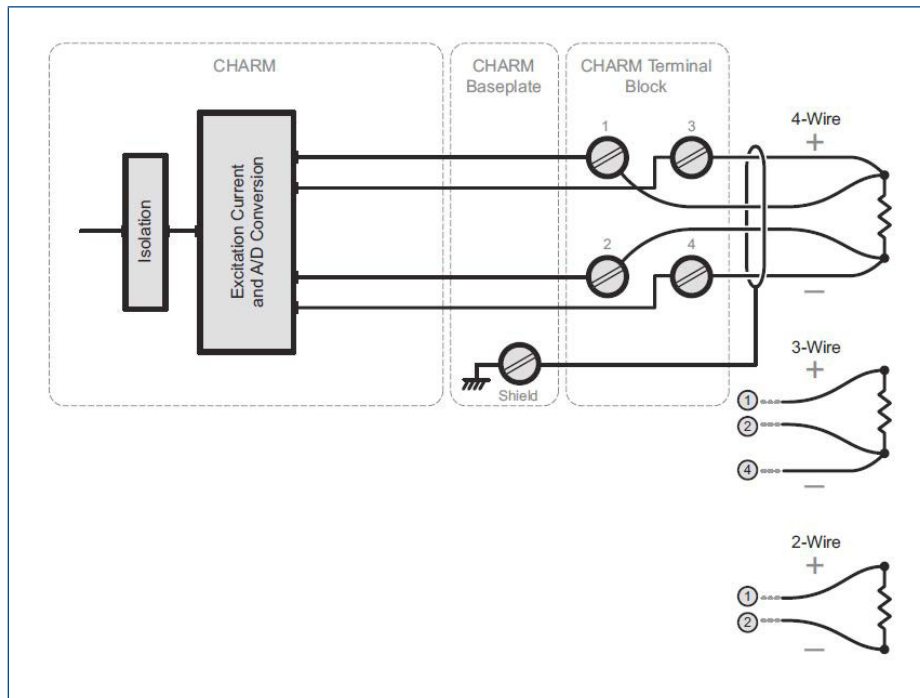 CHARM
CHARM
Baseplate
CHARM Terminal
Block
1
3
4-Wire
+
Isolation
Excitation Current
and A/D Conversion
2
4
—
Shield
3-Wire
+
1
2
4
—
2-Wire
+
1
2
—